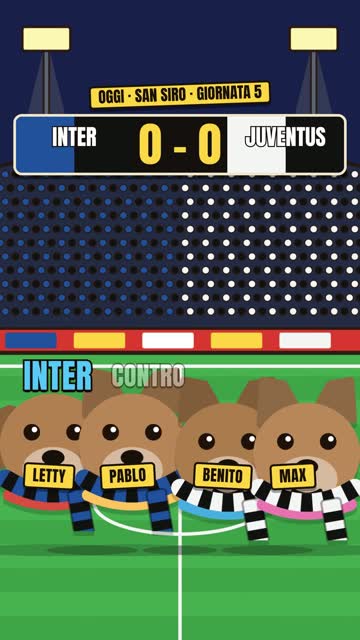 OGGI · SAN SIRO · GIORNATA 5
INTER 0 - 0 JUVENTUS
INTER CONTRO
LETTY PABLO BENITO MAX